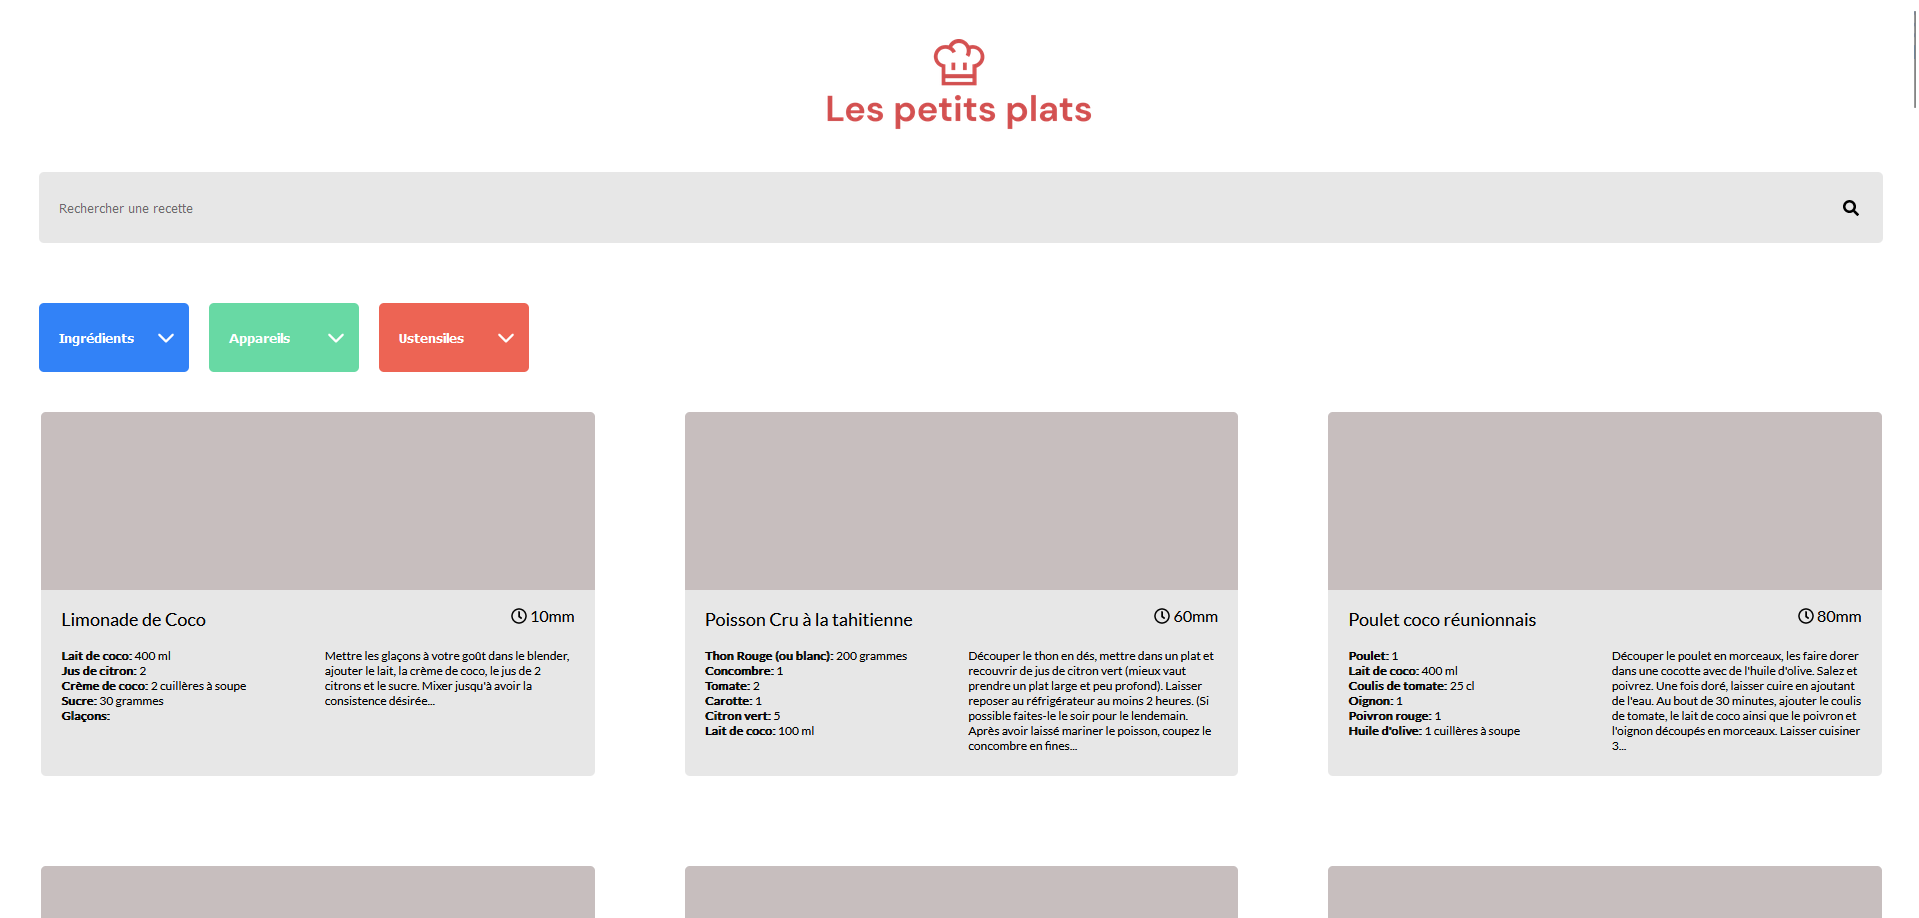 Les petits plats
Rechercher une recette
Ingrédients
Appareils
Ustensiles
Limonade de Coco
10mm
Lait de coco: 400 ml
Jus de citron: 2
Crème de coco: 2 cuillères à soupe
Sucre: 30 grammes
Glaçons:
Mettre les glaçons à votre goût dans le blender,
ajouter le lait, la crème de coco, le jus de 2
citrons et le sucre. Mixer jusqu'à avoir la
consistence désirée...
Poisson Cru à la tahitienne
60mm
Thon Rouge (ou blanc): 200 grammes
Concombre: 1
Tomate: 2
Carotte: 1
Citron vert: 5
Lait de coco: 100 ml
Découper le thon en dés, mettre dans un plat et
recouvrir de jus de citron vert (mieux vaut
prendre un plat large et peu profond). Laisser
reposer au réfrigérateur au moins 2 heures. (Si
possible faites-le le soir pour le lendemain.
Après avoir laissé mariner le poisson, coupez le
concombre en fines...
Poulet coco réunionnais
80mm
Poulet: 1
Lait de coco: 400 ml
Coulis de tomate: 25 cl
Oignon: 1
Poivron rouge: 1
Huile d'olive: 1 cuillères à soupe
Découper le poulet en morceaux, les faire dorer
dans une cocotte avec de l'huile d'olive. Salez et
poivrez. Une fois doré, laisser cuire en ajoutant
de l'eau. Au bout de 30 minutes, ajouter le coulis
de tomate, le lait de coco ainsi que le poivron et
l'oignon découpés en morceaux. Laisser cuisiner
3...